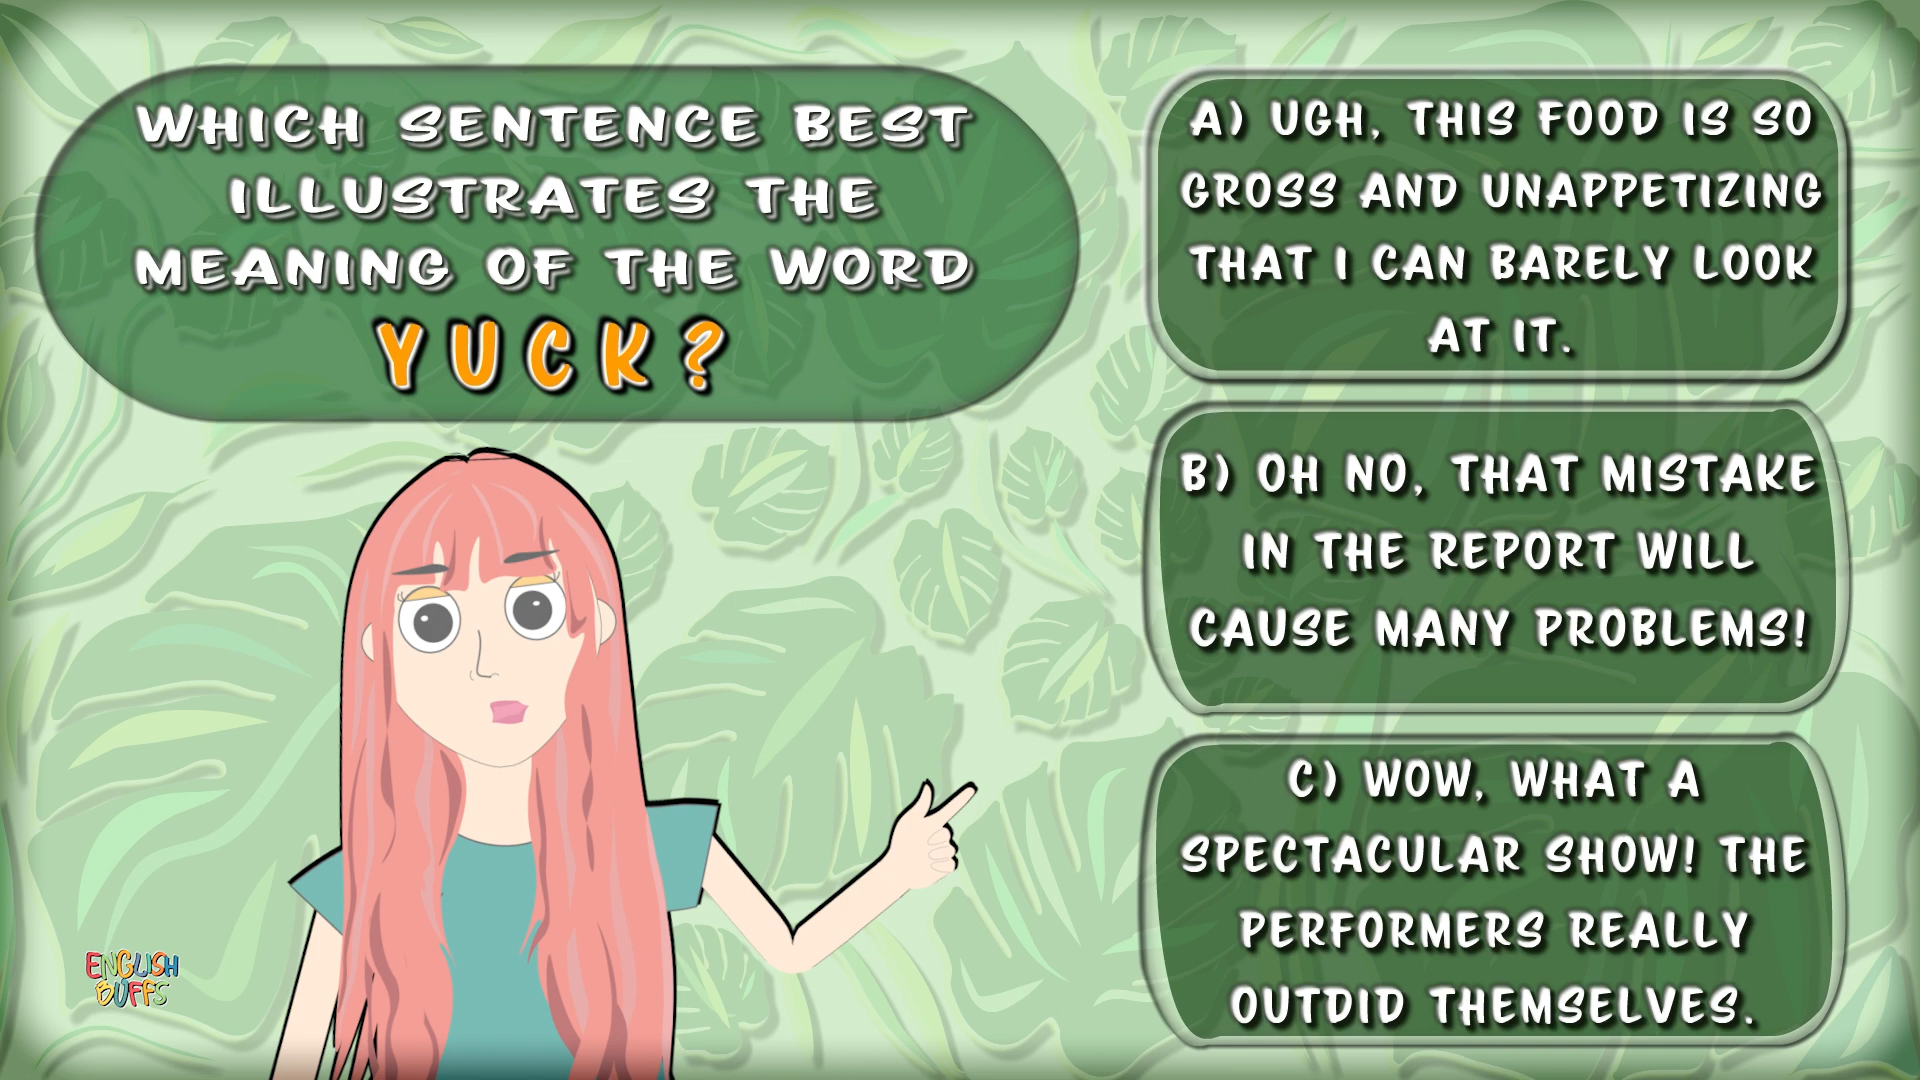 WHICH SENTENCE BEST
ILLUSTRATES THE
MEANING OF THE WORD
YUCK?
A) UGH, THIS FOOD IS SO
GROSS AND UNAPPETIZING
THAT I CAN BARELY LOOK
AT IT.
B) OH NO, THAT MISTAKE
IN THE REPORT WILL
CAUSE MANY PROBLEMS!
C) WOW, WHAT A
SPECTACULAR SHOW! THE
PERFORMERS REALLY
OUTDID THEMSELVES.
ENGLISH
BUFFS